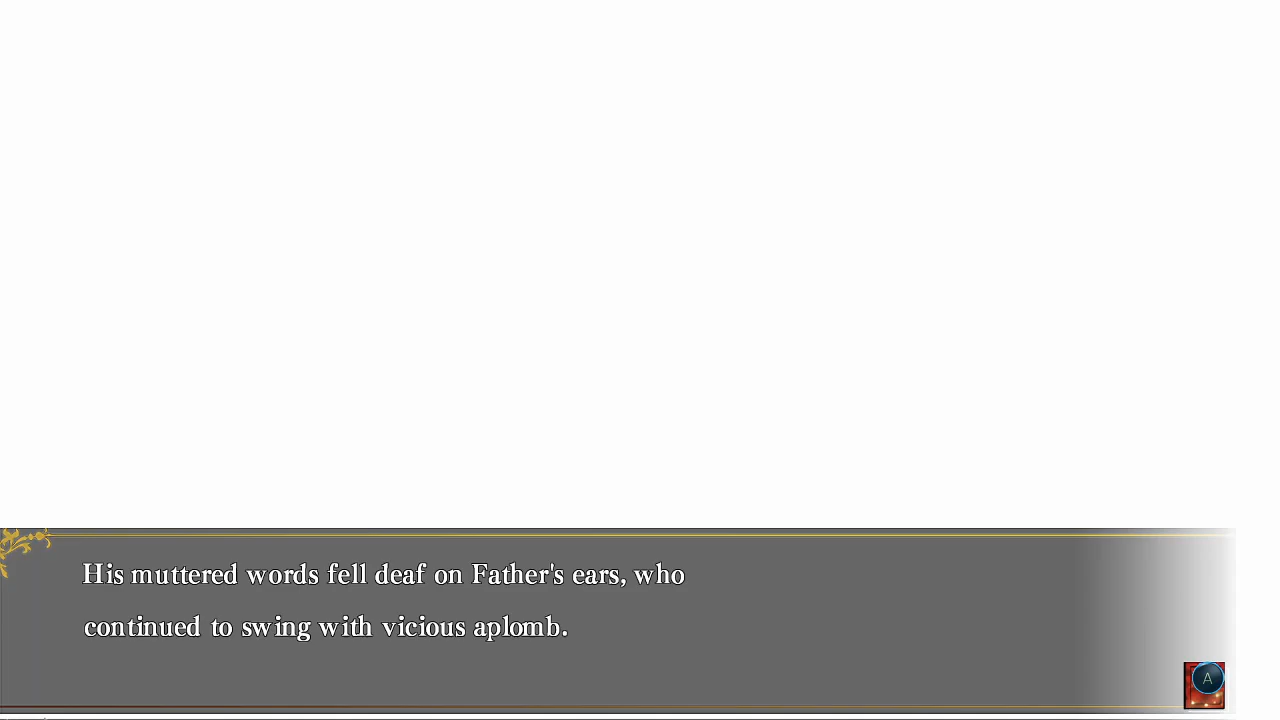 His muttered words fell deaf on Father's ears, who
continued to swing with vicious aplomb.
A